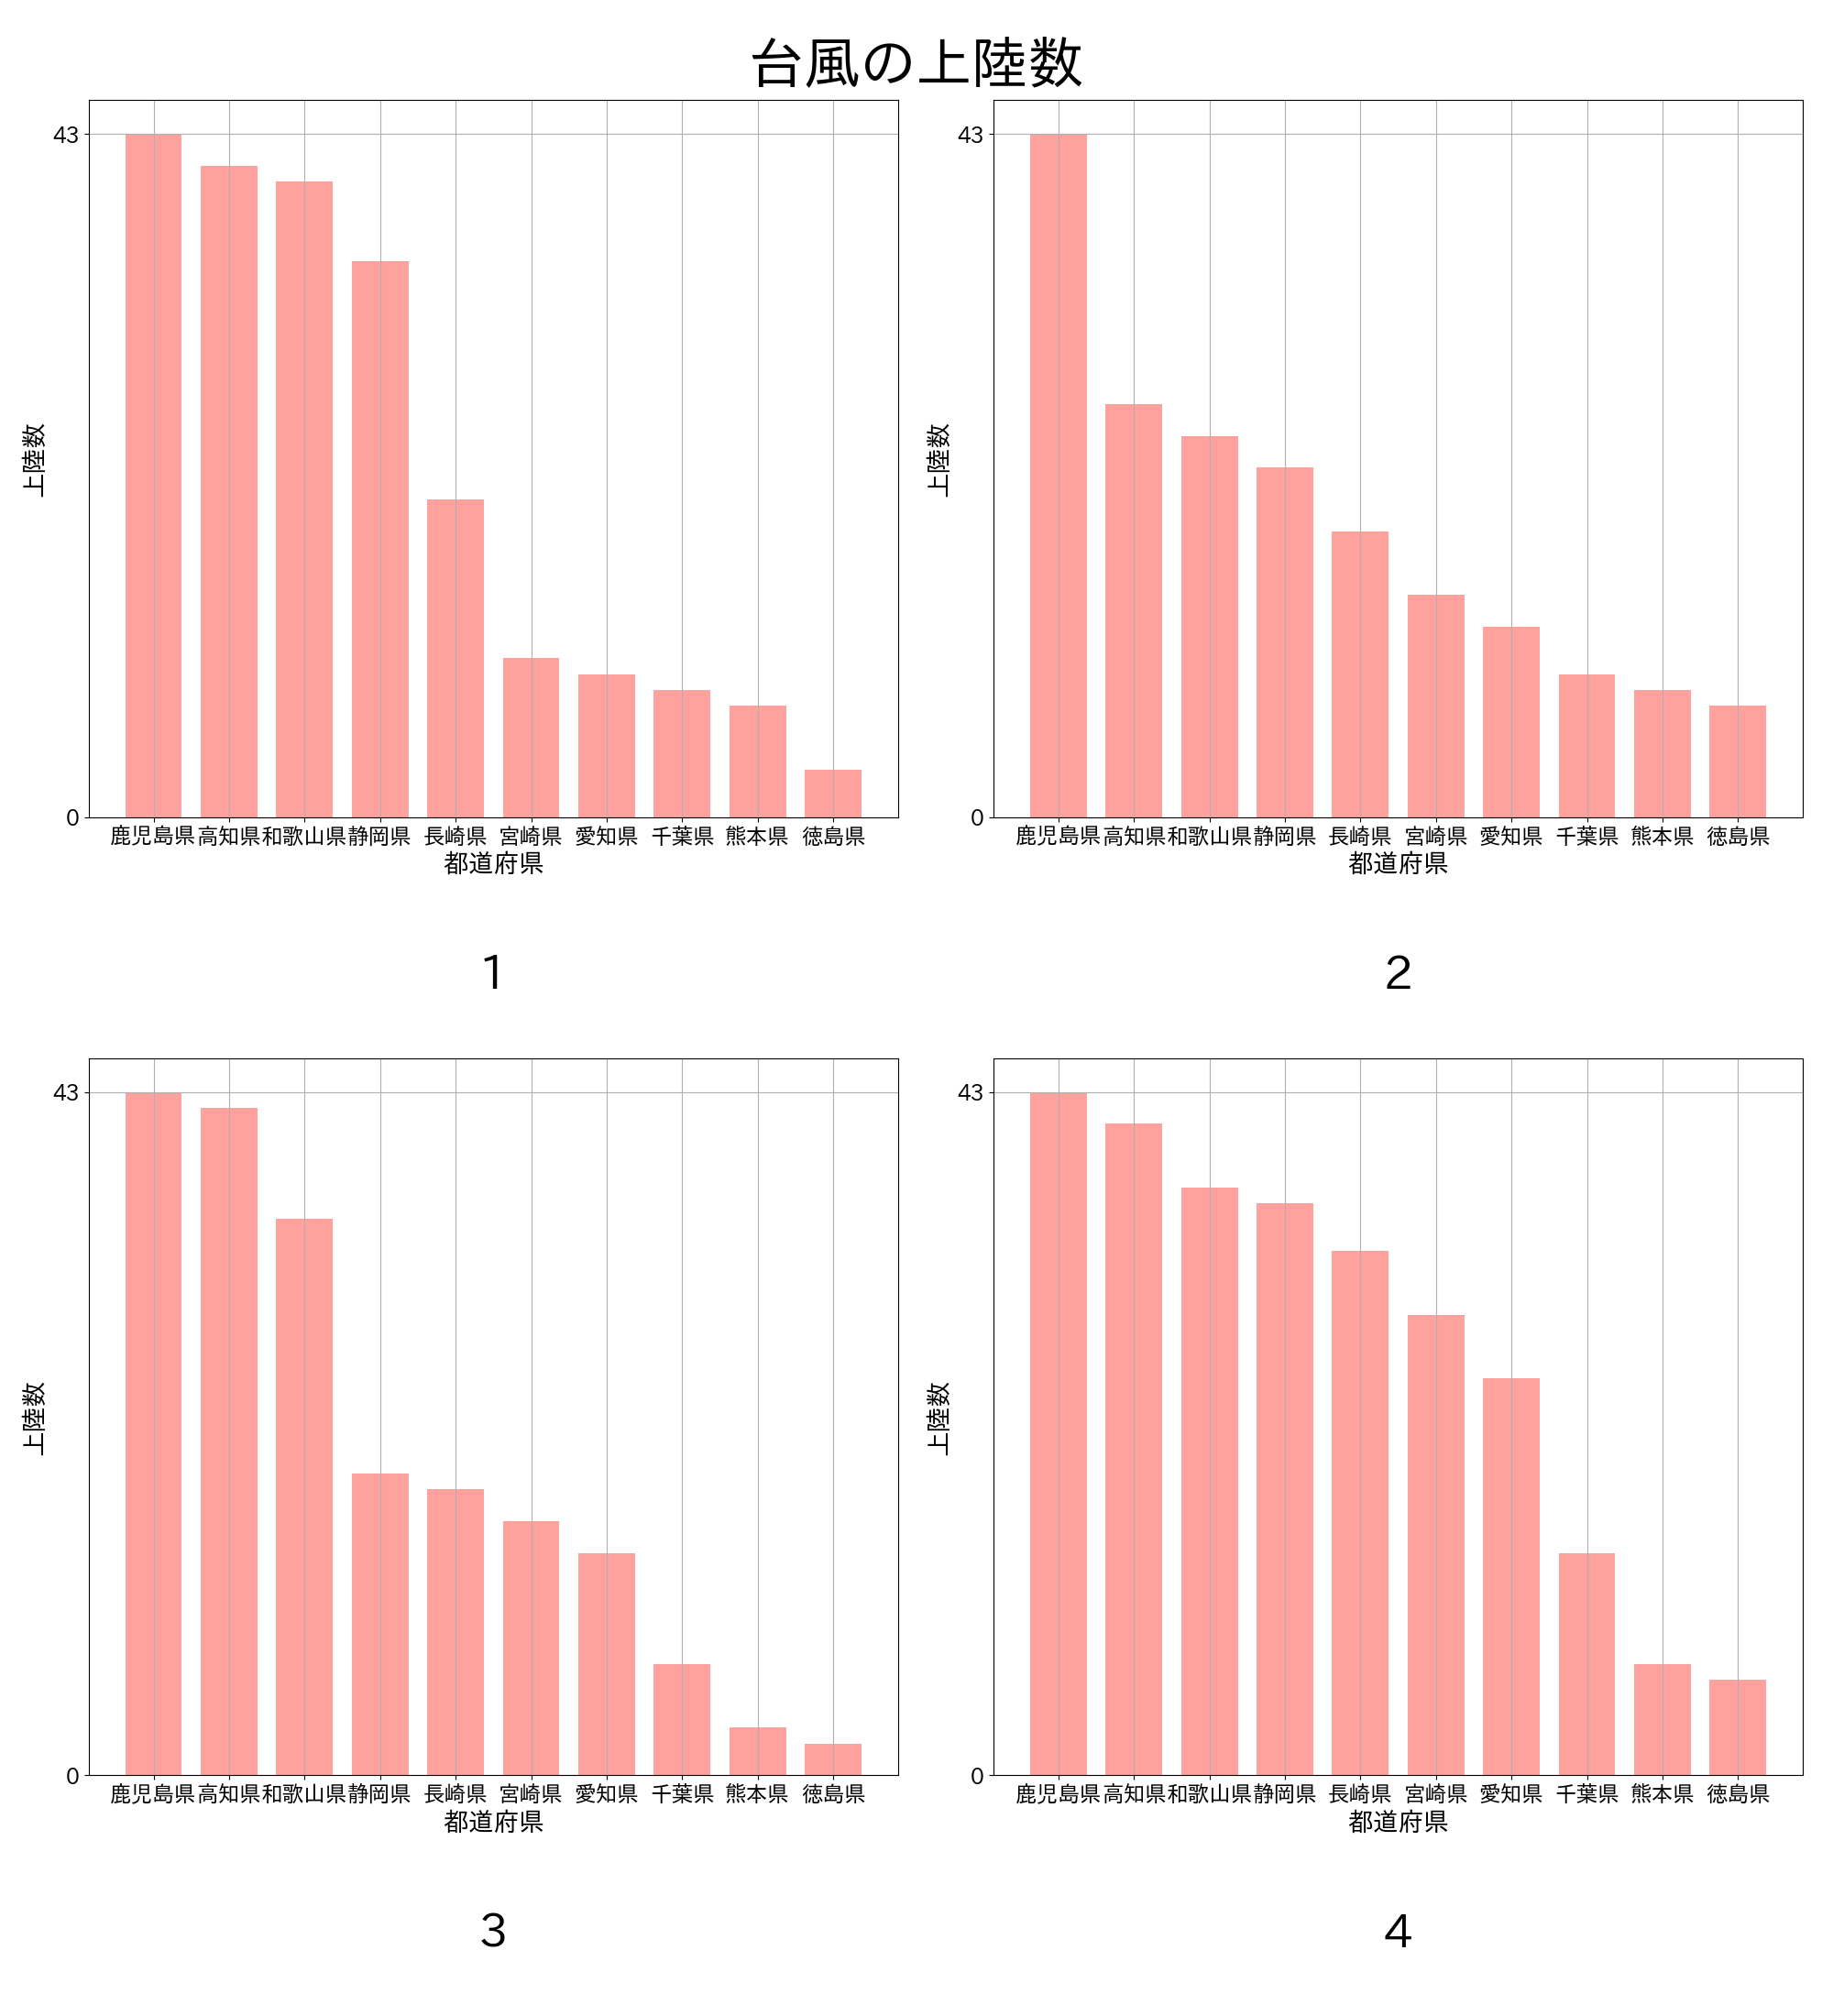 台風の上陸数
43
0
上陸数
鹿児島県 高知県 和歌山県 静岡県 長崎県 宮崎県 愛知県 千葉県 熊本県 徳島県
都道府県
1
43
0
上陸数
鹿児島県 高知県 和歌山県 静岡県 長崎県 宮崎県 愛知県 千葉県 熊本県 徳島県
都道府県
2
43
0
上陸数
鹿児島県 高知県 和歌山県 静岡県 長崎県 宮崎県 愛知県 千葉県 熊本県 徳島県
都道府県
3
43
0
上陸数
鹿児島県 高知県 和歌山県 静岡県 長崎県 宮崎県 愛知県 千葉県 熊本県 徳島県
都道府県
4